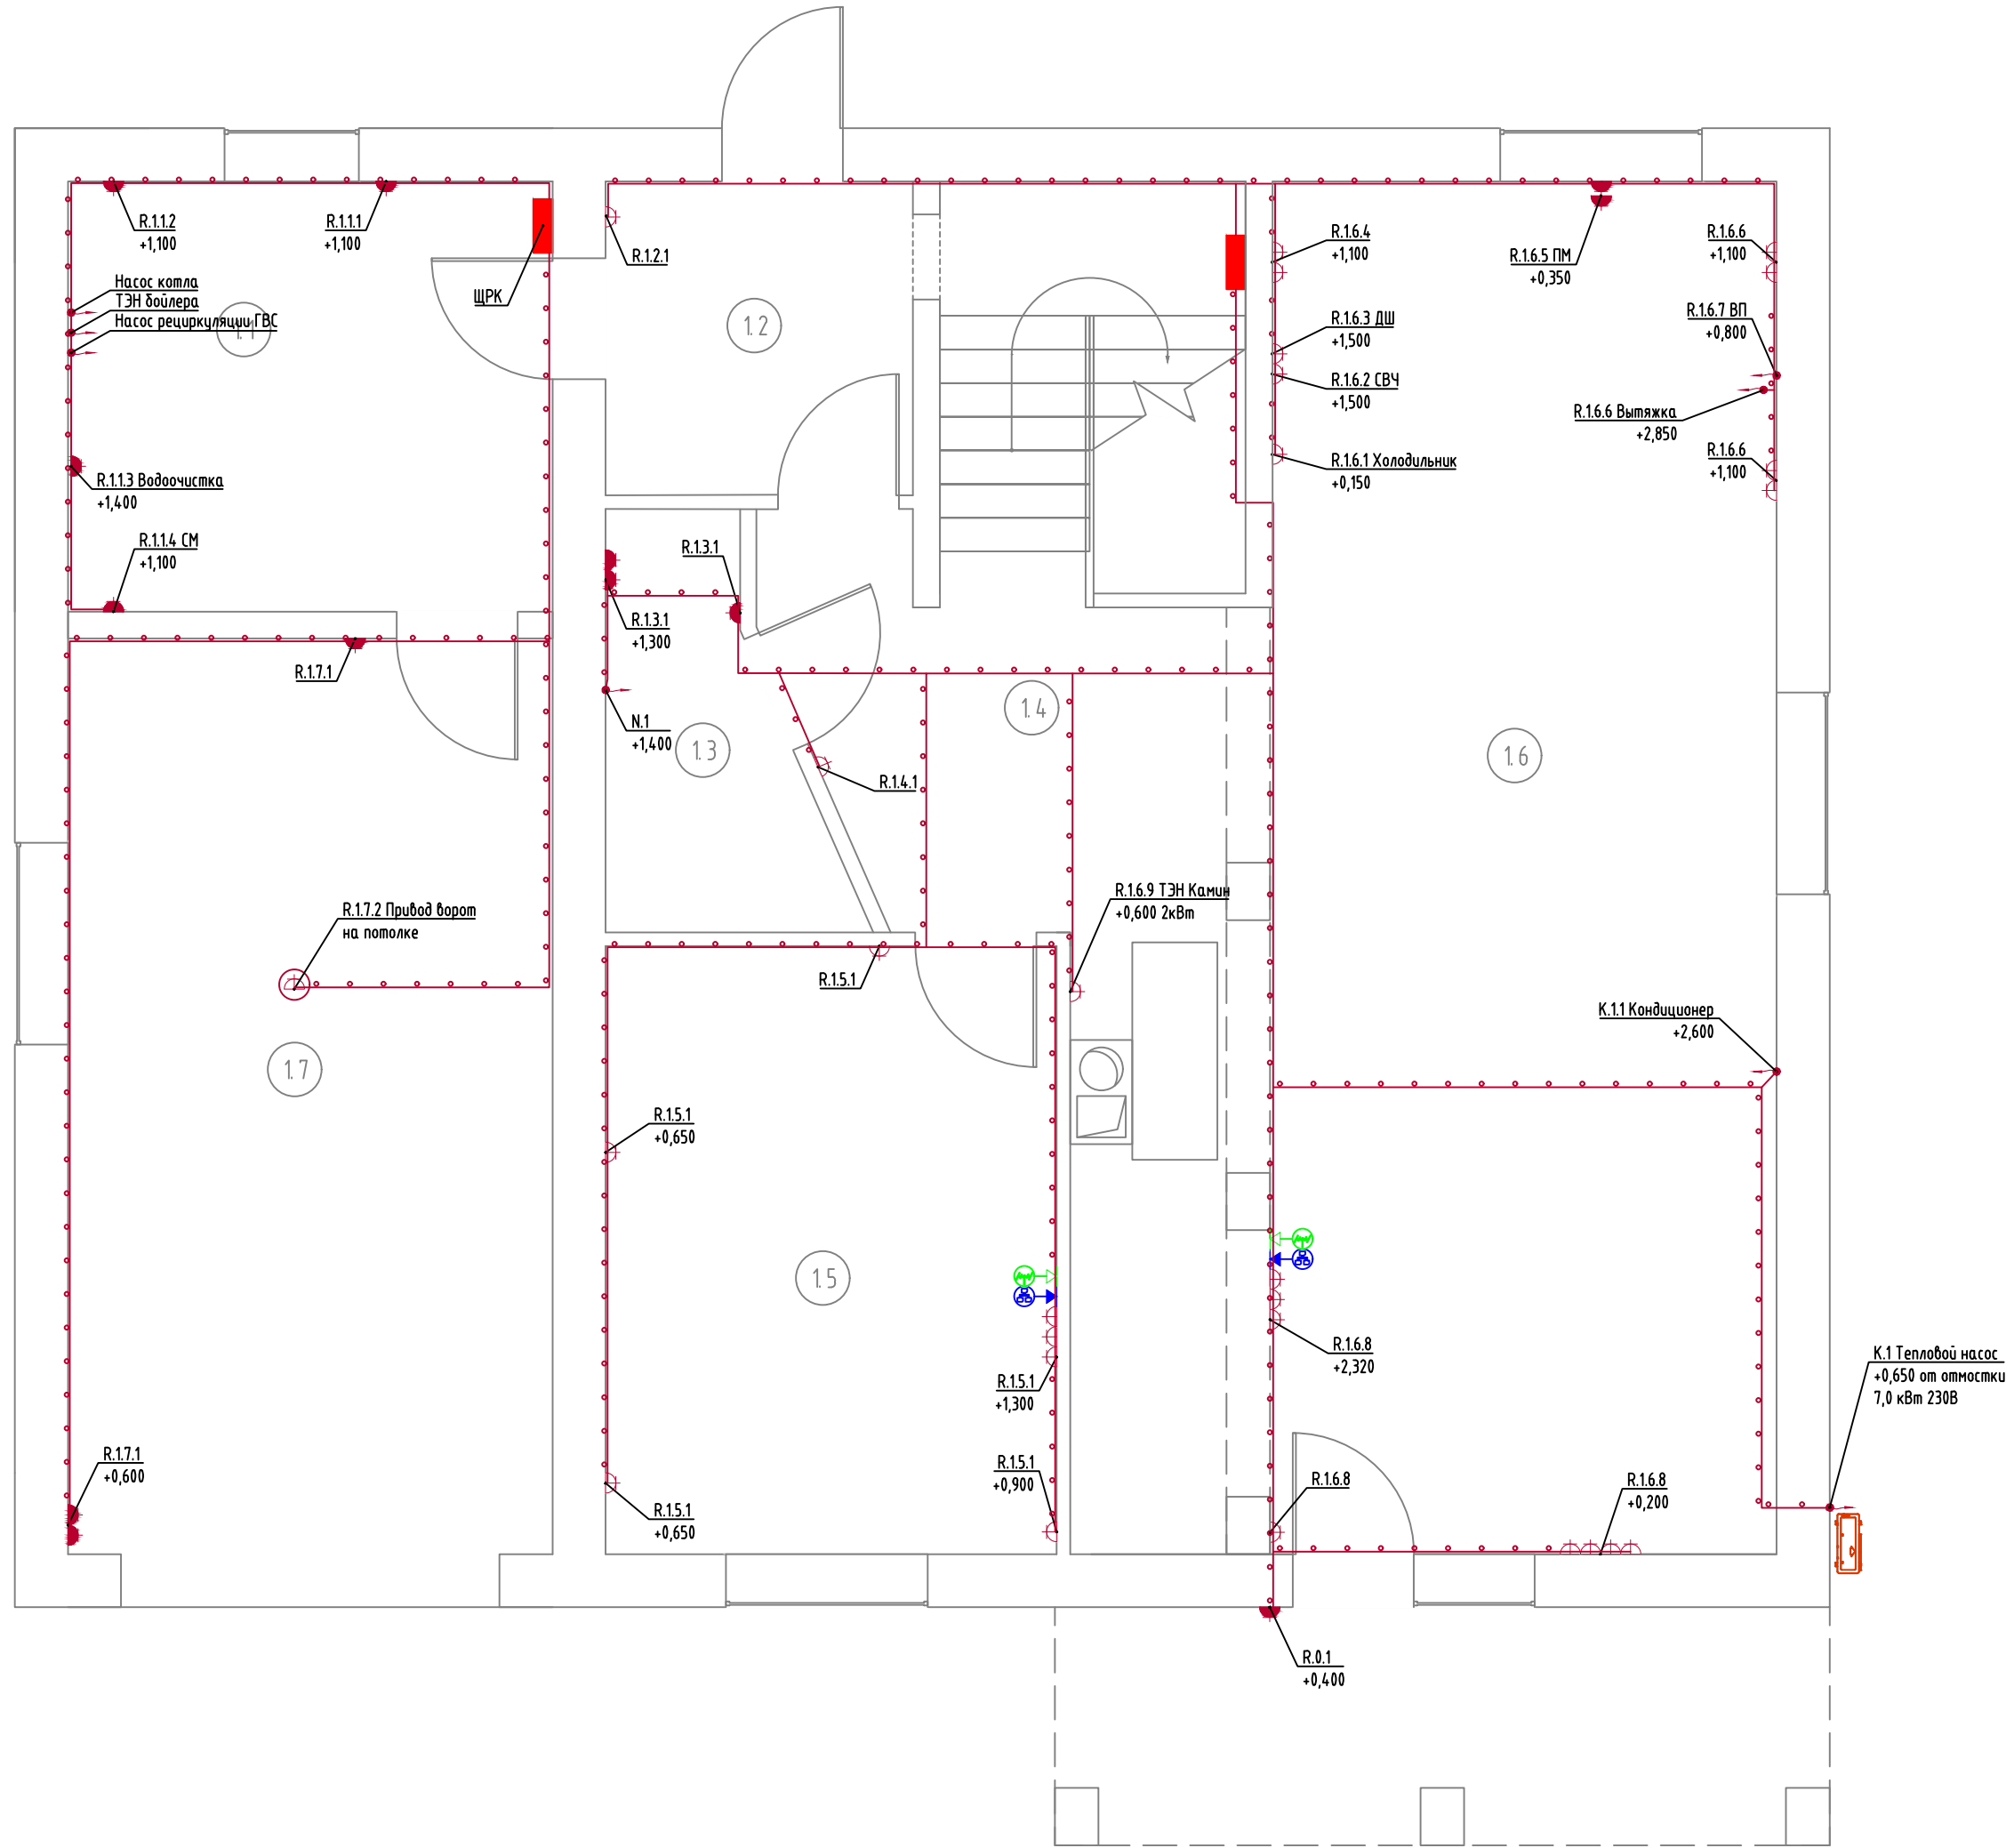 R.1.1.2
+1,100
R.1.1.1
+1,100
Насос котла
ТЭН бойлера
Насос рециркуляции ГВС
1.1
ЩРК
R.1.2.1
1.2
R.1.6.4
+1,100
R.1.6.5 ПМ
+0,350
R.1.6.6
+1,100
R.1.6.3 ДШ
+1,500
R.1.6.7 ВП
+0,800
R.1.6.2 СВЧ
+1,500
R.1.6.6 Вытяжка
+2,850
R.1.6.1 Холодильник
+0,150
R.1.6.6
+1,100
R.1.1.3 Водоочистка
+1,400
R.1.1.4 СМ
+1,100
R.1.3.1
R.1.3.1
+1,300
R.1.7.1
N.1
+1,400
1.3
1.4
1.6
R.1.4.1
R.1.7.2 Привод ворот
на потолке
R.1.6.9 ТЭН Камин
+0,600 2кВт
R.1.5.1
К.1.1 Кондиционер
+2,600
1.7
R.1.5.1
+0,650
1.5
R.1.6.8
+2,320
R.1.5.1
+1,300
К.1 Тепловой насос
+0,650 от отмостки
7,0 кВт 230В
R.1.7.1
+0,600
R.1.5.1
+0,900
R.1.6.8
R.1.6.8
+0,200
R.1.5.1
+0,650
R.0.1
+0,400